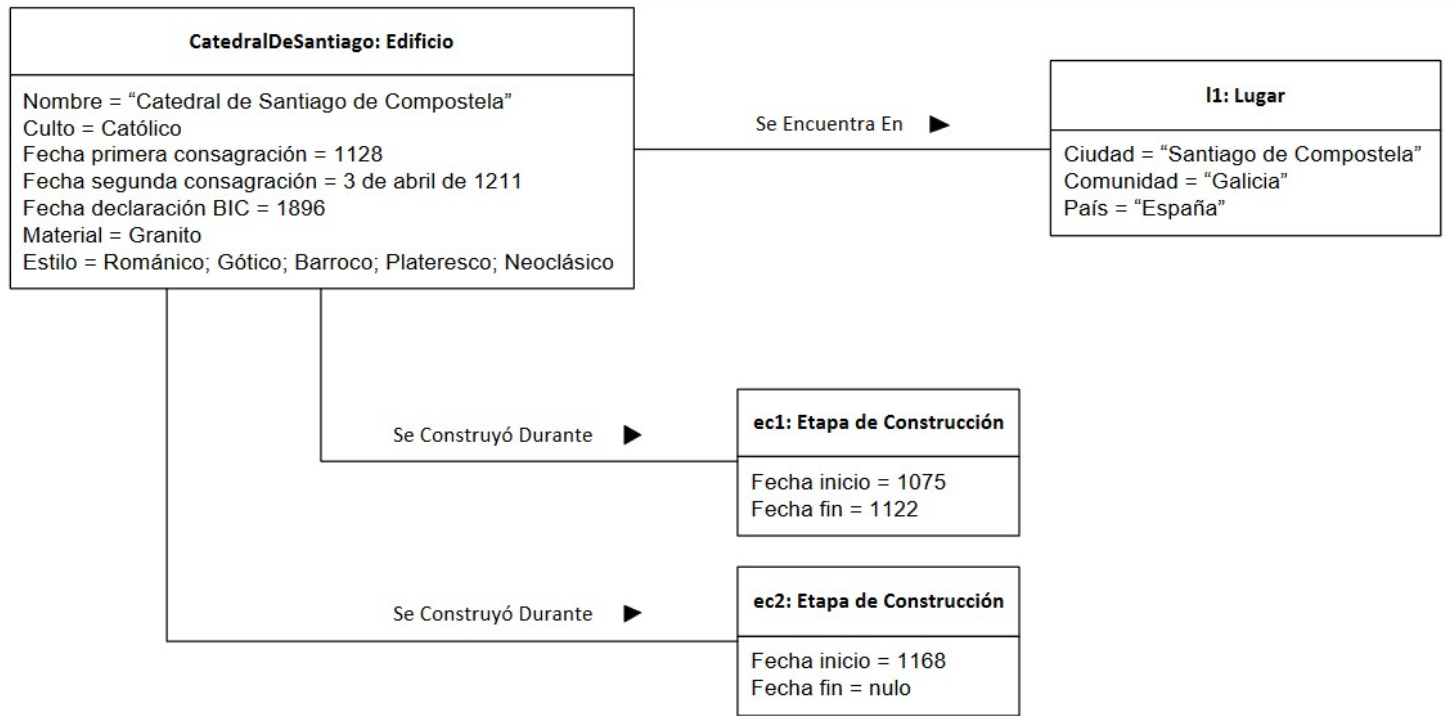 CatedralDeSantiago: Edificio
Nombre = “Catedral de Santiago de Compostela”
Culto = Católico
Fecha primera consagración = 1128
Fecha segunda consagración = 3 de abril de 1211
Fecha declaración BIC = 1896
Material = Granito
Estilo = Románico; Gótico; Barroco; Plateresco; Neoclásico
Se Encuentra En
l1: Lugar
Ciudad = “Santiago de Compostela”
Comunidad = “Galicia”
País = “España”
Se Construyó Durante
ec1: Etapa de Construcción
Fecha inicio = 1075
Fecha fin = 1122
Se Construyó Durante
ec2: Etapa de Construcción
Fecha inicio = 1168
Fecha fin = nulo